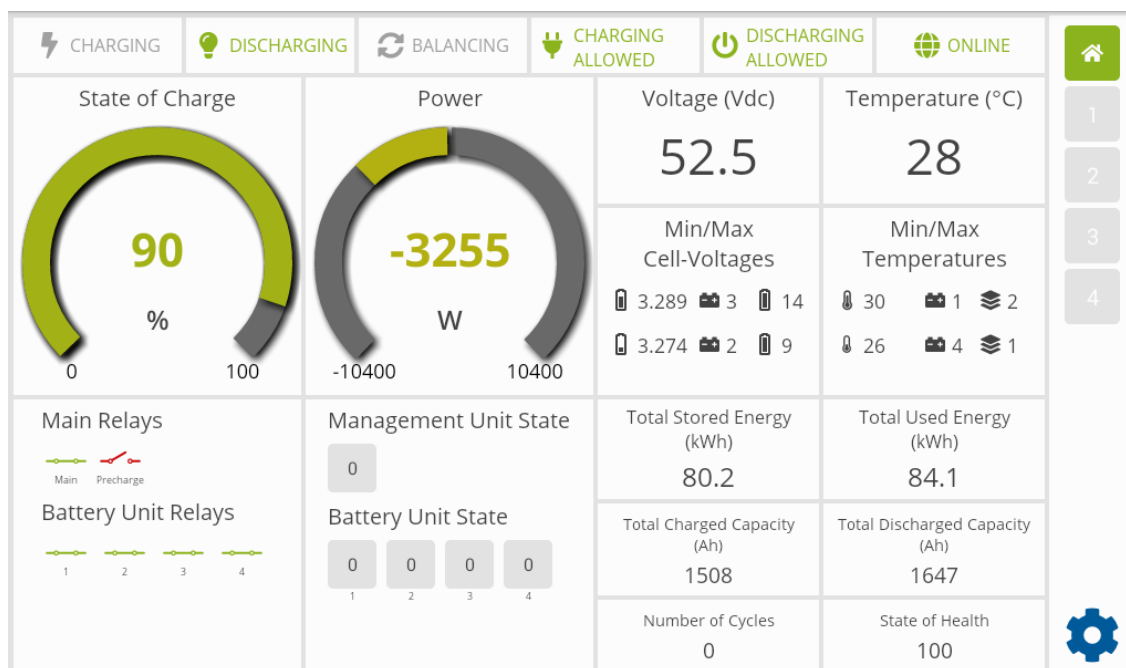 CHARGING
DISCHARGING
BALANCING
CHARGING
ALLOWED
DISCHARGING
ALLOWED
ONLINE
State of Charge
90
%
0 100
Power
-3255
W
-10400 10400
Voltage (Vdc)
52.5
Temperature (°C)
28
Min/Max
Cell-Voltages
3.289 3 14
3.274 2 9
Min/Max
Temperatures
30 1 2
26 4 1
1
2
3
4
Main Relays
Main Precharge
Battery Unit Relays
1 2 3 4
Management Unit State
0
Battery Unit State
0 0 0 0
1 2 3 4
Total Stored Energy
(kWh)
80.2
Total Used Energy
(kWh)
84.1
Total Charged Capacity
(Ah)
1508
Total Discharged Capacity
(Ah)
1647
Number of Cycles
0
State of Health
100